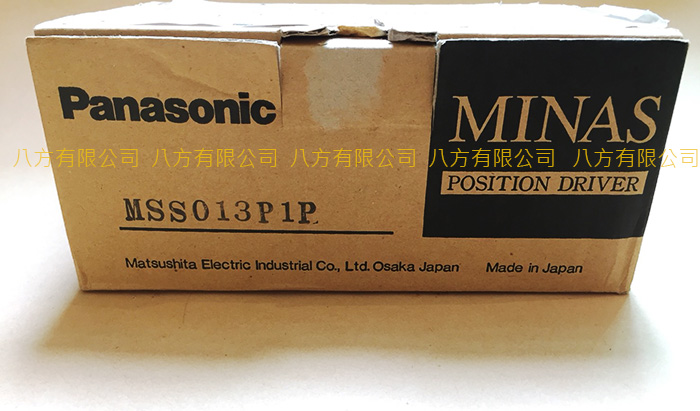 Panasonic
MINAS
八方有限公司 八方有限公司 八方有限公司 八方有限公司 八方有限公司
POSITION DRIVER
MSS013P1P
Matsushita Electric Industrial Co., Ltd. Osaka Japan Made in Japan